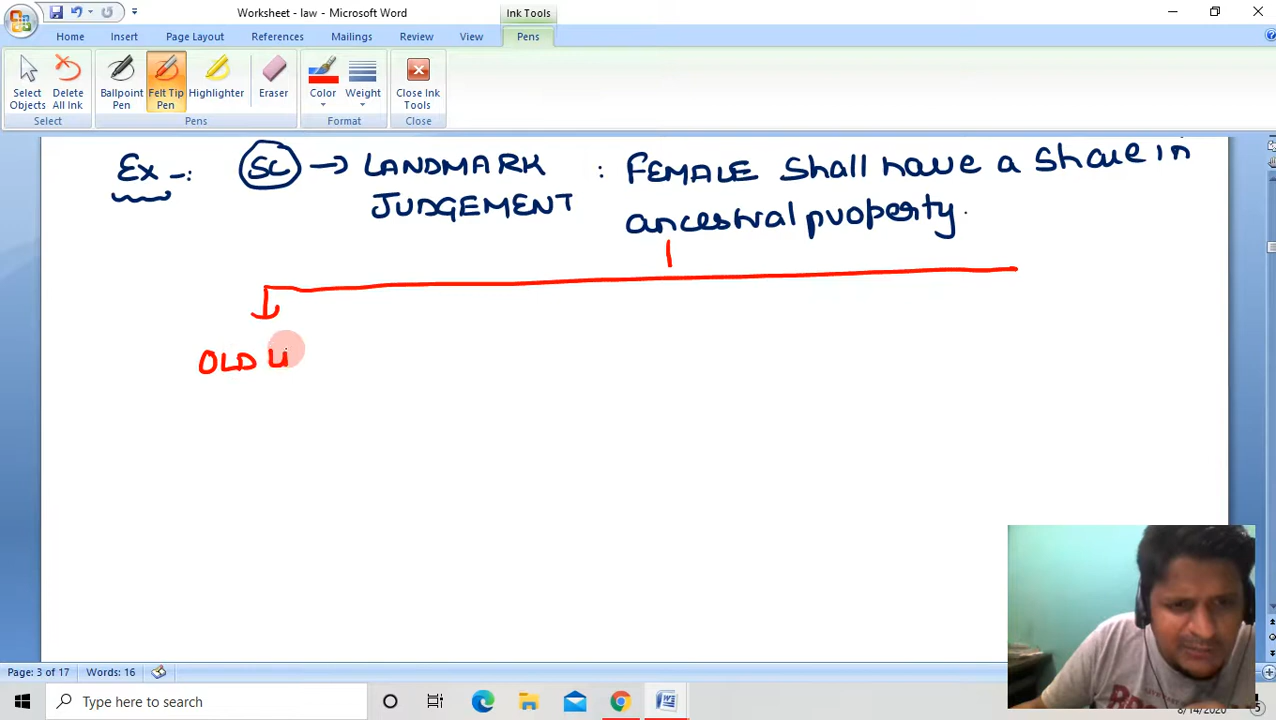 Worksheet - law - Microsoft Word
Ink Tools
Home
Insert
Page Layout
References
Mailings
Review
View
Pens
Select Objects
Delete All Ink
Ballpoint Pen
Felt Tip Pen
Highlighter
Eraser
Color
Weight
Close Ink Tools
Select
Pens
Format
Close
Ex -: SC → LANDMARK JUDGEMENT : FEMALE Shall have a Share in ancestral property.
OLD
Page: 3 of 17
Words: 16
Type here to search
8/14/2020